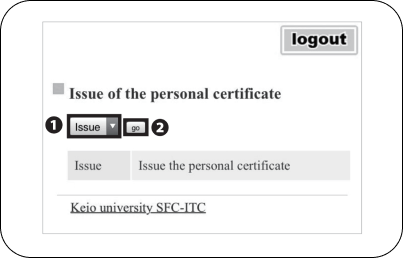 logout
Issue of the personal certificate
❶ Issue go ❷
Issue Issue the personal certificate
Keio university SFC-ITC